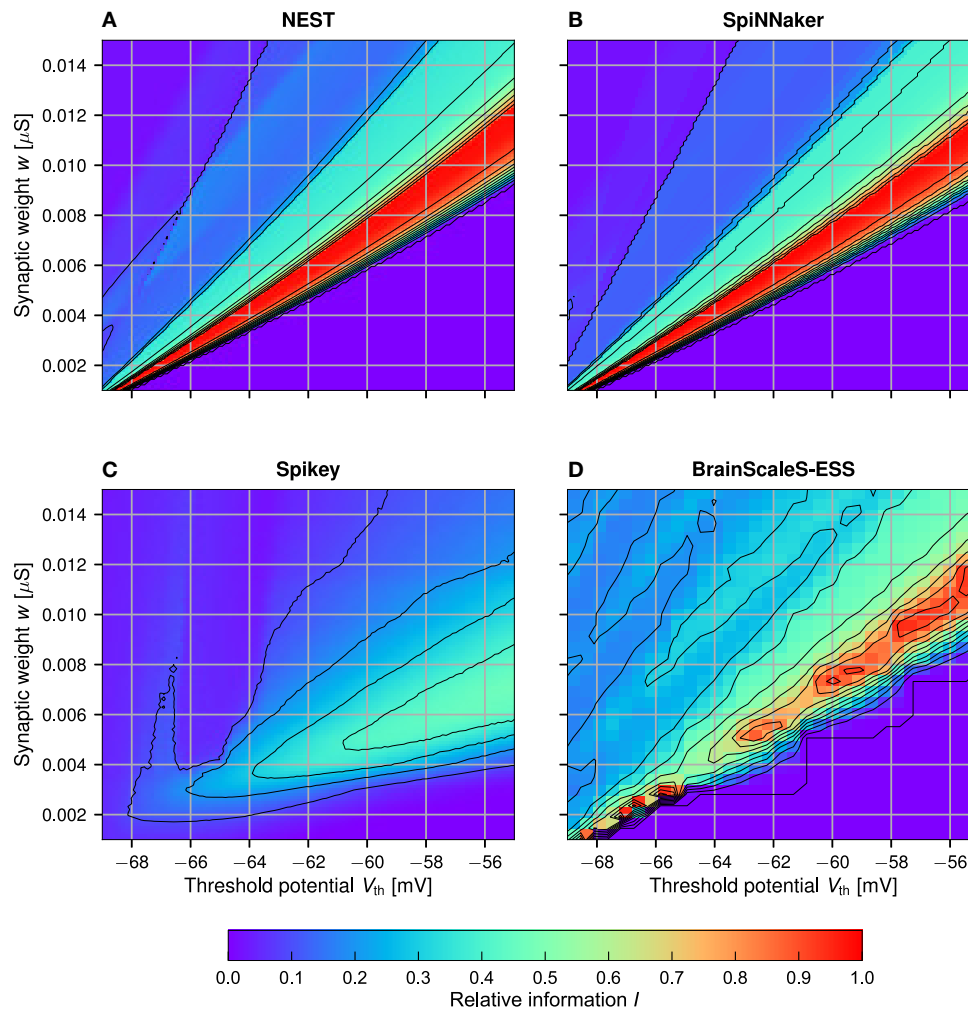 A NEST
B SpiNNaker
Synaptic weight w [μS]
0.014
0.012
0.010
0.008
0.006
0.004
0.002
C Spikey
D BrainScaleS-ESS
Synaptic weight w [μS]
0.014
0.012
0.010
0.008
0.006
0.004
0.002
−68 −66 −64 −62 −60 −58 −56
Threshold potential Vth [mV]
−68 −66 −64 −62 −60 −58 −56
Threshold potential Vth [mV]
0.0 0.1 0.2 0.3 0.4 0.5 0.6 0.7 0.8 0.9 1.0
Relative information I